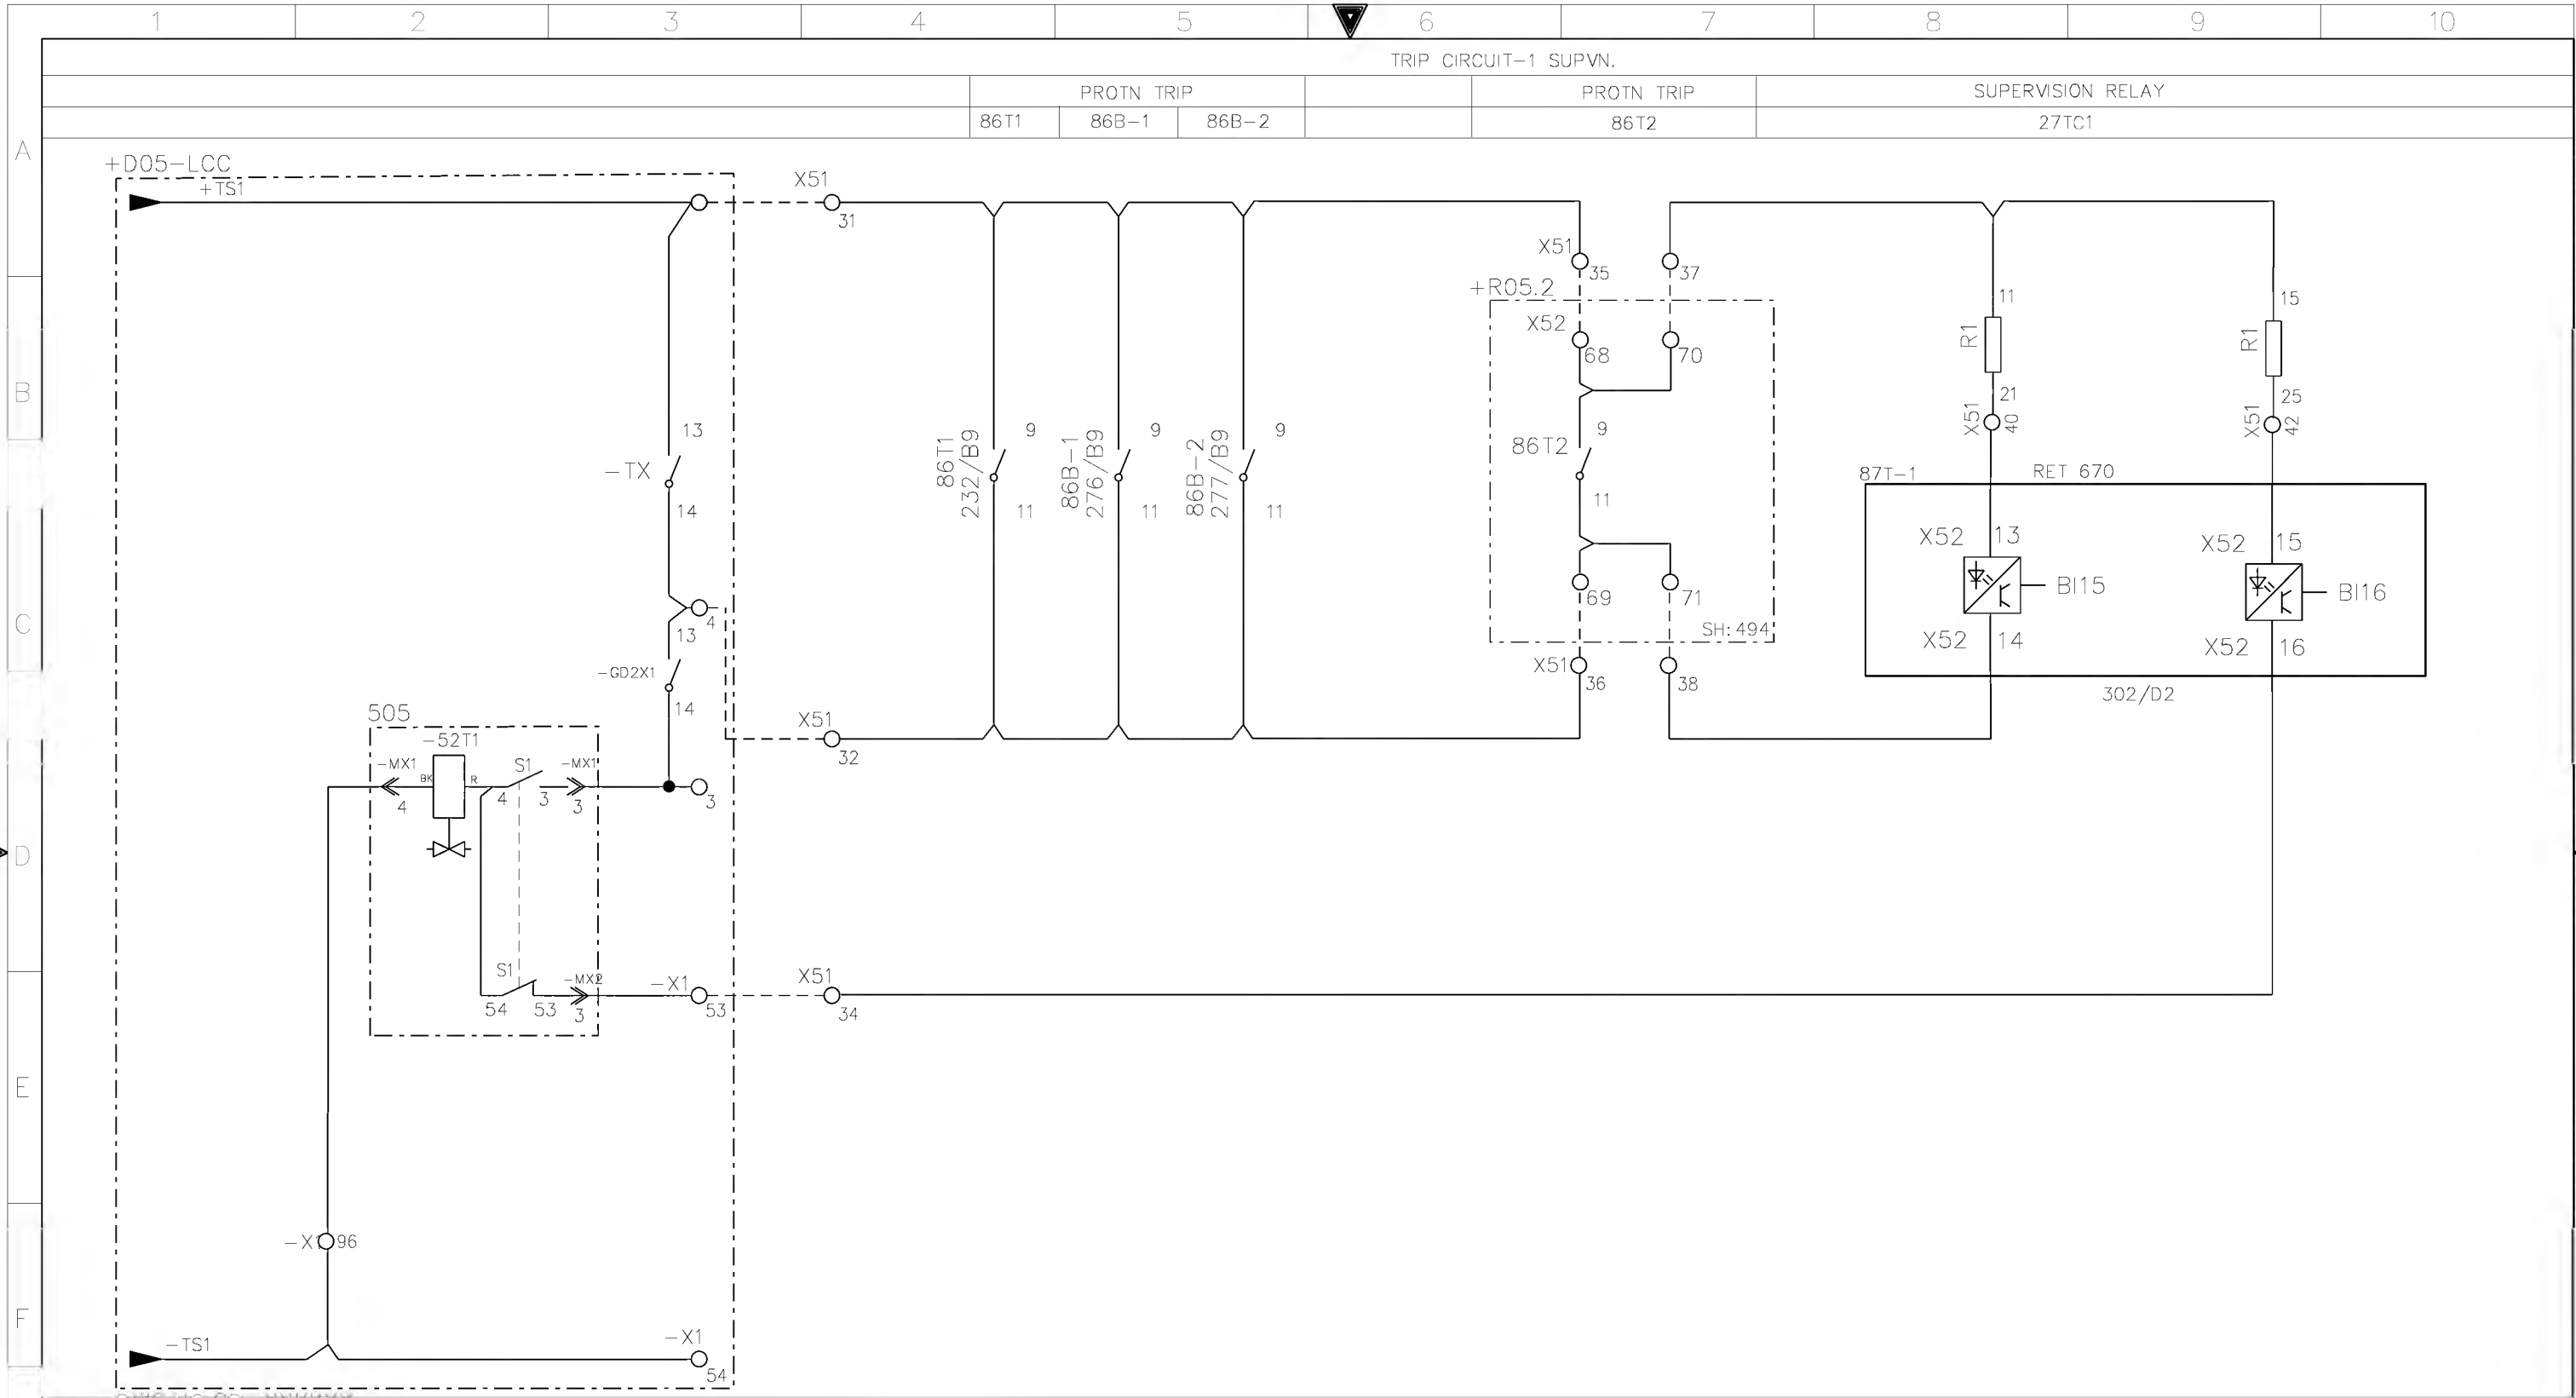 1 2 3 4 5 6 7 8 9 10
TRIP CIRCUIT-1 SUPVN.
PROTN TRIP PROTN TRIP SUPERVISION RELAY
86T1 86B-1 86B-2 86T2 27TC1
A
+D05-LCC
+TS1
X51
31
X51
35
37
+R05.2
X52
68
70
11
15
R1
R1
21
25
X51
40
X51
42
B
13
-TX
14
86T1
232/B9
9
11
86B-1
276/B9
9
11
86B-2
277/B9
9
11
86T2
9
11
87T-1
RET 670
X52 13
BI15
X52 14
X52 15
BI16
X52 16
302/D2
C
4
13
-GD2X1
14
69
71
SH:494
X51
36
38
505
-52T1
X51
32
-MX1
4
BK
R
S1
4
3
-MX1
3
3
D
S1
54
53
-MX2
3
-X1
53
X51
34
E
-X1
96
F
-TS1
-X1
54